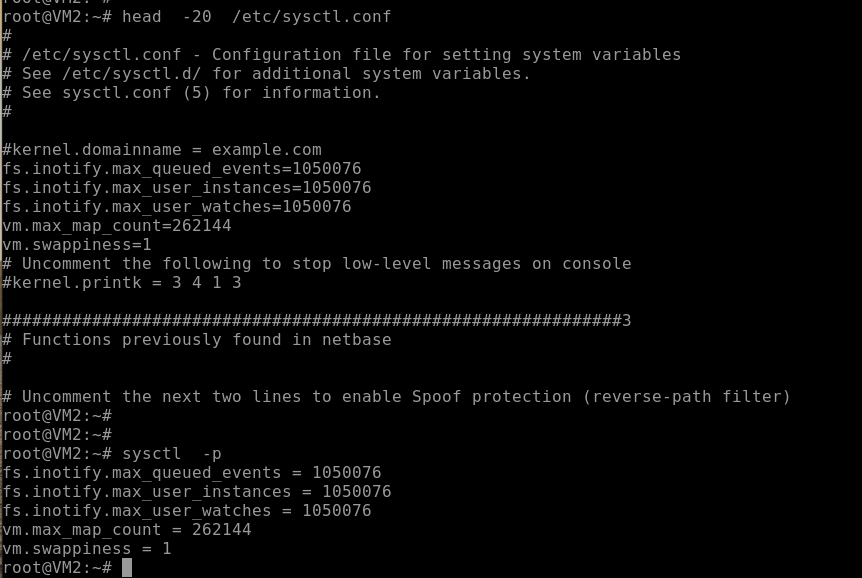 root@VM2:~# head  -20  /etc/sysctl.conf
#
# /etc/sysctl.conf - Configuration file for setting system variables
# See /etc/sysctl.d/ for additional system variables.
# See sysctl.conf (5) for information.
#

#kernel.domainname = example.com
fs.inotify.max_queued_events=1050076
fs.inotify.max_user_instances=1050076
fs.inotify.max_user_watches=1050076
vm.max_map_count=262144
vm.swappiness=1
# Uncomment the following to stop low-level messages on console
#kernel.printk = 3 4 1 3

##############################################################3
# Functions previously found in netbase
#

# Uncomment the next two lines to enable Spoof protection (reverse-path filter)
root@VM2:~#
root@VM2:~#
root@VM2:~# sysctl  -p
fs.inotify.max_queued_events = 1050076
fs.inotify.max_user_instances = 1050076
fs.inotify.max_user_watches = 1050076
vm.max_map_count = 262144
vm.swappiness = 1
root@VM2:~#